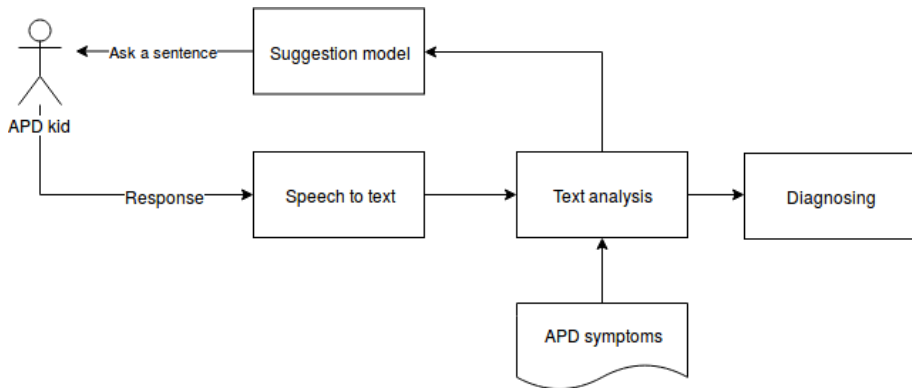 Ask a sentence
Suggestion model
APD kid
Response
Speech to text
Text analysis
Diagnosing
APD symptoms